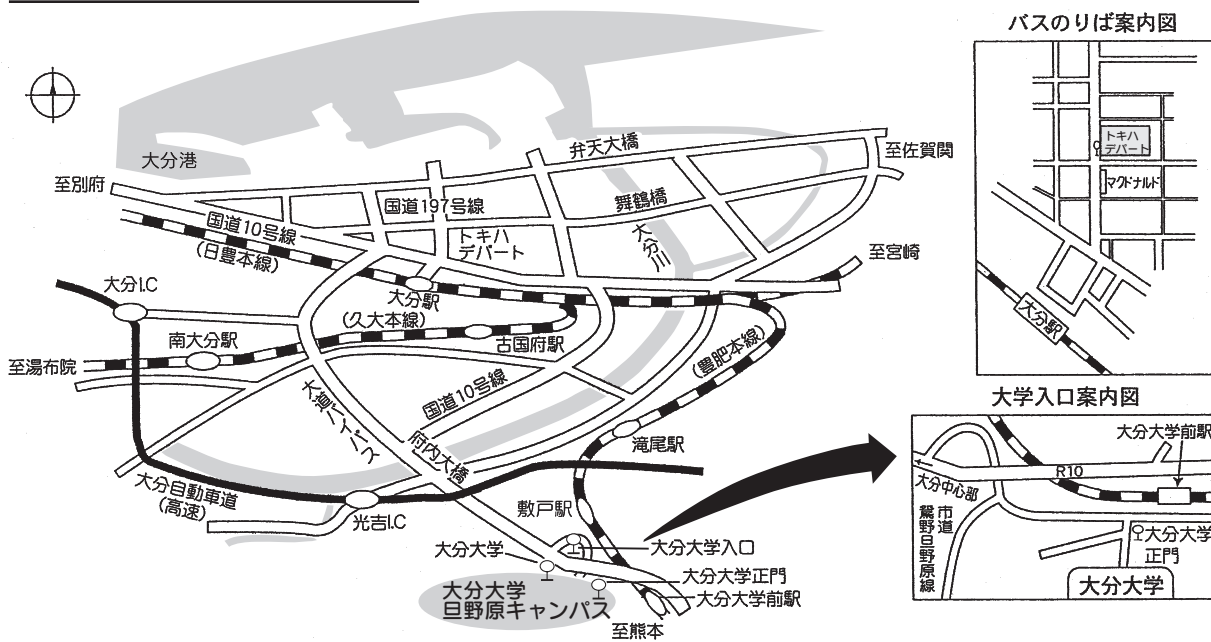 大分港
至別府
国道10号線
(日豊本線)
国道197号線
トキハ
デパート
弁天大橋
舞鶴橋
大分川
至佐賀関
至宮崎
大分I.C
大分駅
(久大本線)
南大分駅
古国府駅
至湯布院
(豊肥本線)
国道10号線
大道バイパス
府内大橋
滝尾駅
大分自動車道
(高速)
光吉I.C
敷戸駅
大分大学
大分大学入口
大分大学正門
大分大学前駅
大分大学
旦野原キャンパス
至熊本
バスのりば案内図
トキハ
デパート
マクドナルド
大分駅
大学入口案内図
大分大学前駅
R10
大分中心部
市道
鴛野旦野原線
大分大学
正門
大分大学